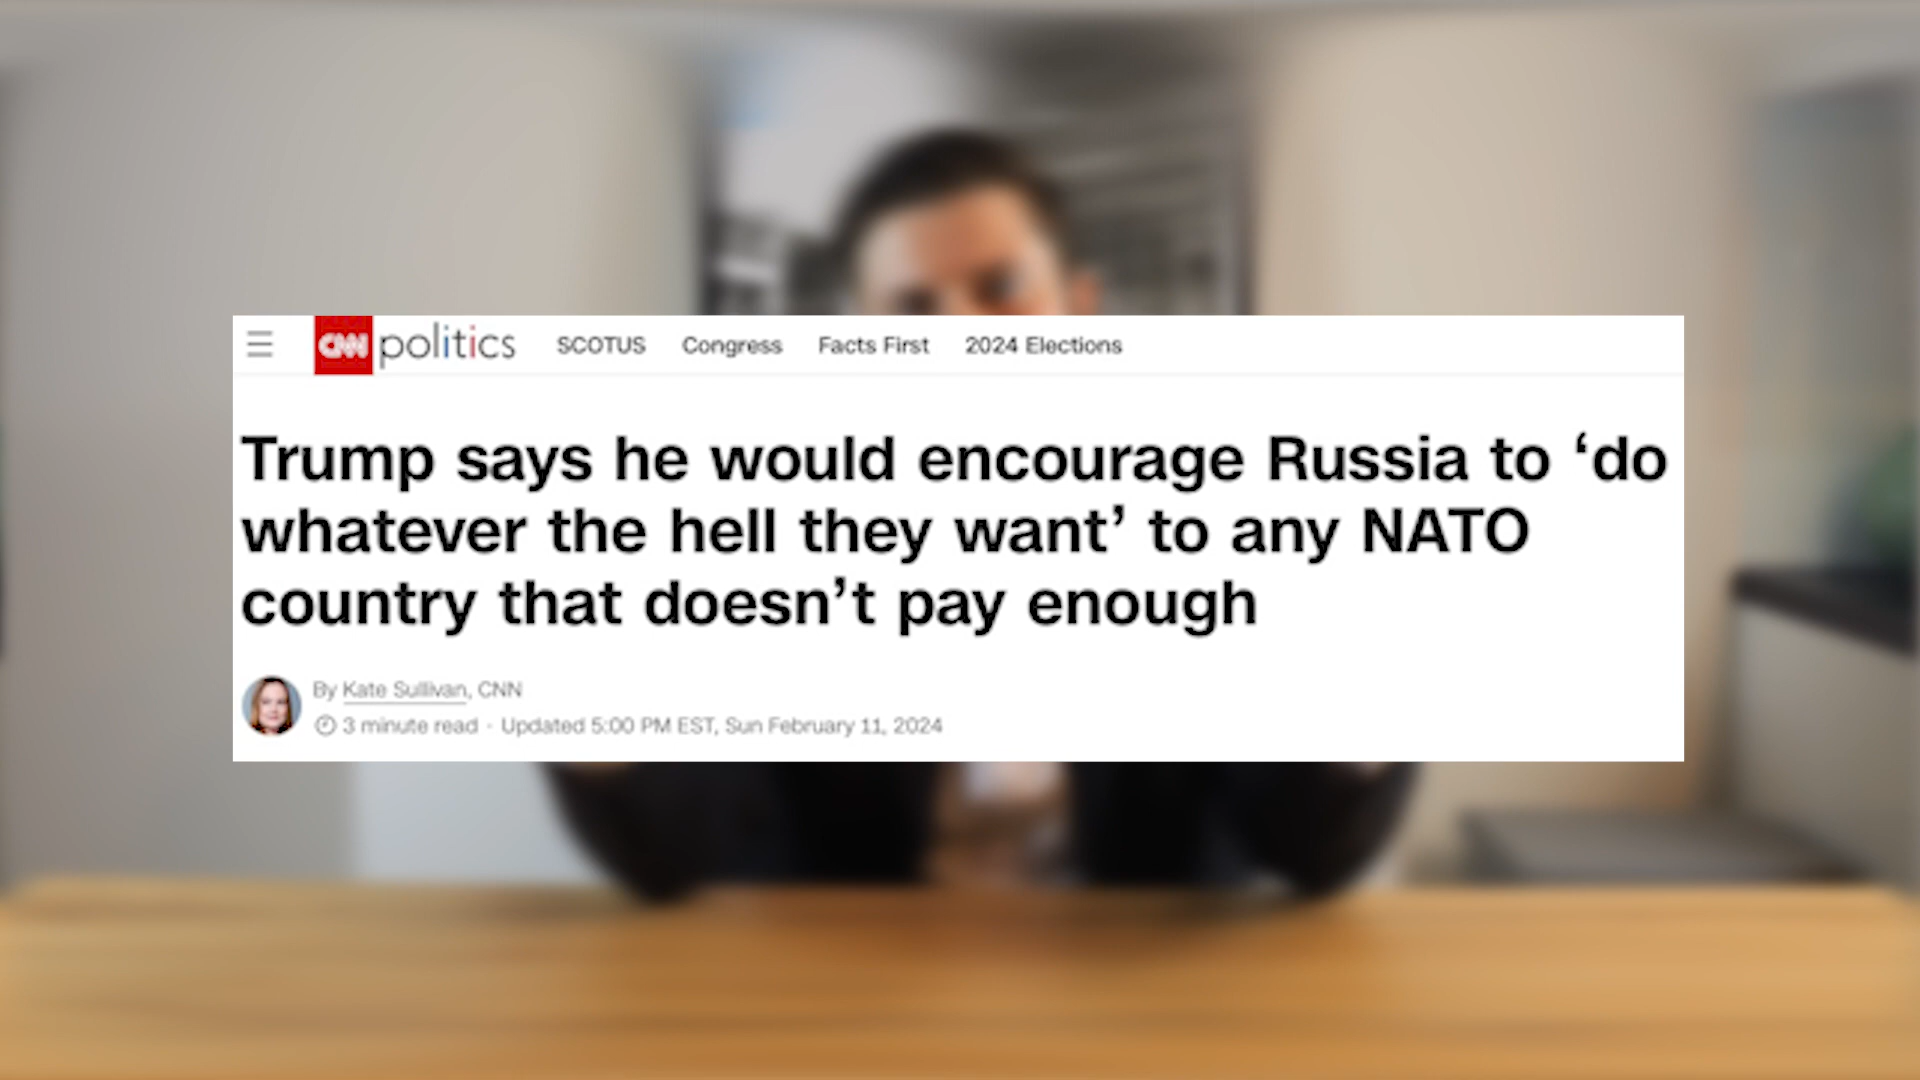 CNN politics SCOTUS Congress Facts First 2024 Elections
Trump says he would encourage Russia to ‘do
whatever the hell they want’ to any NATO
country that doesn’t pay enough
By Kate Sullivan, CNN
3 minute read · Updated 5:00 PM EST, Sun February 11, 2024